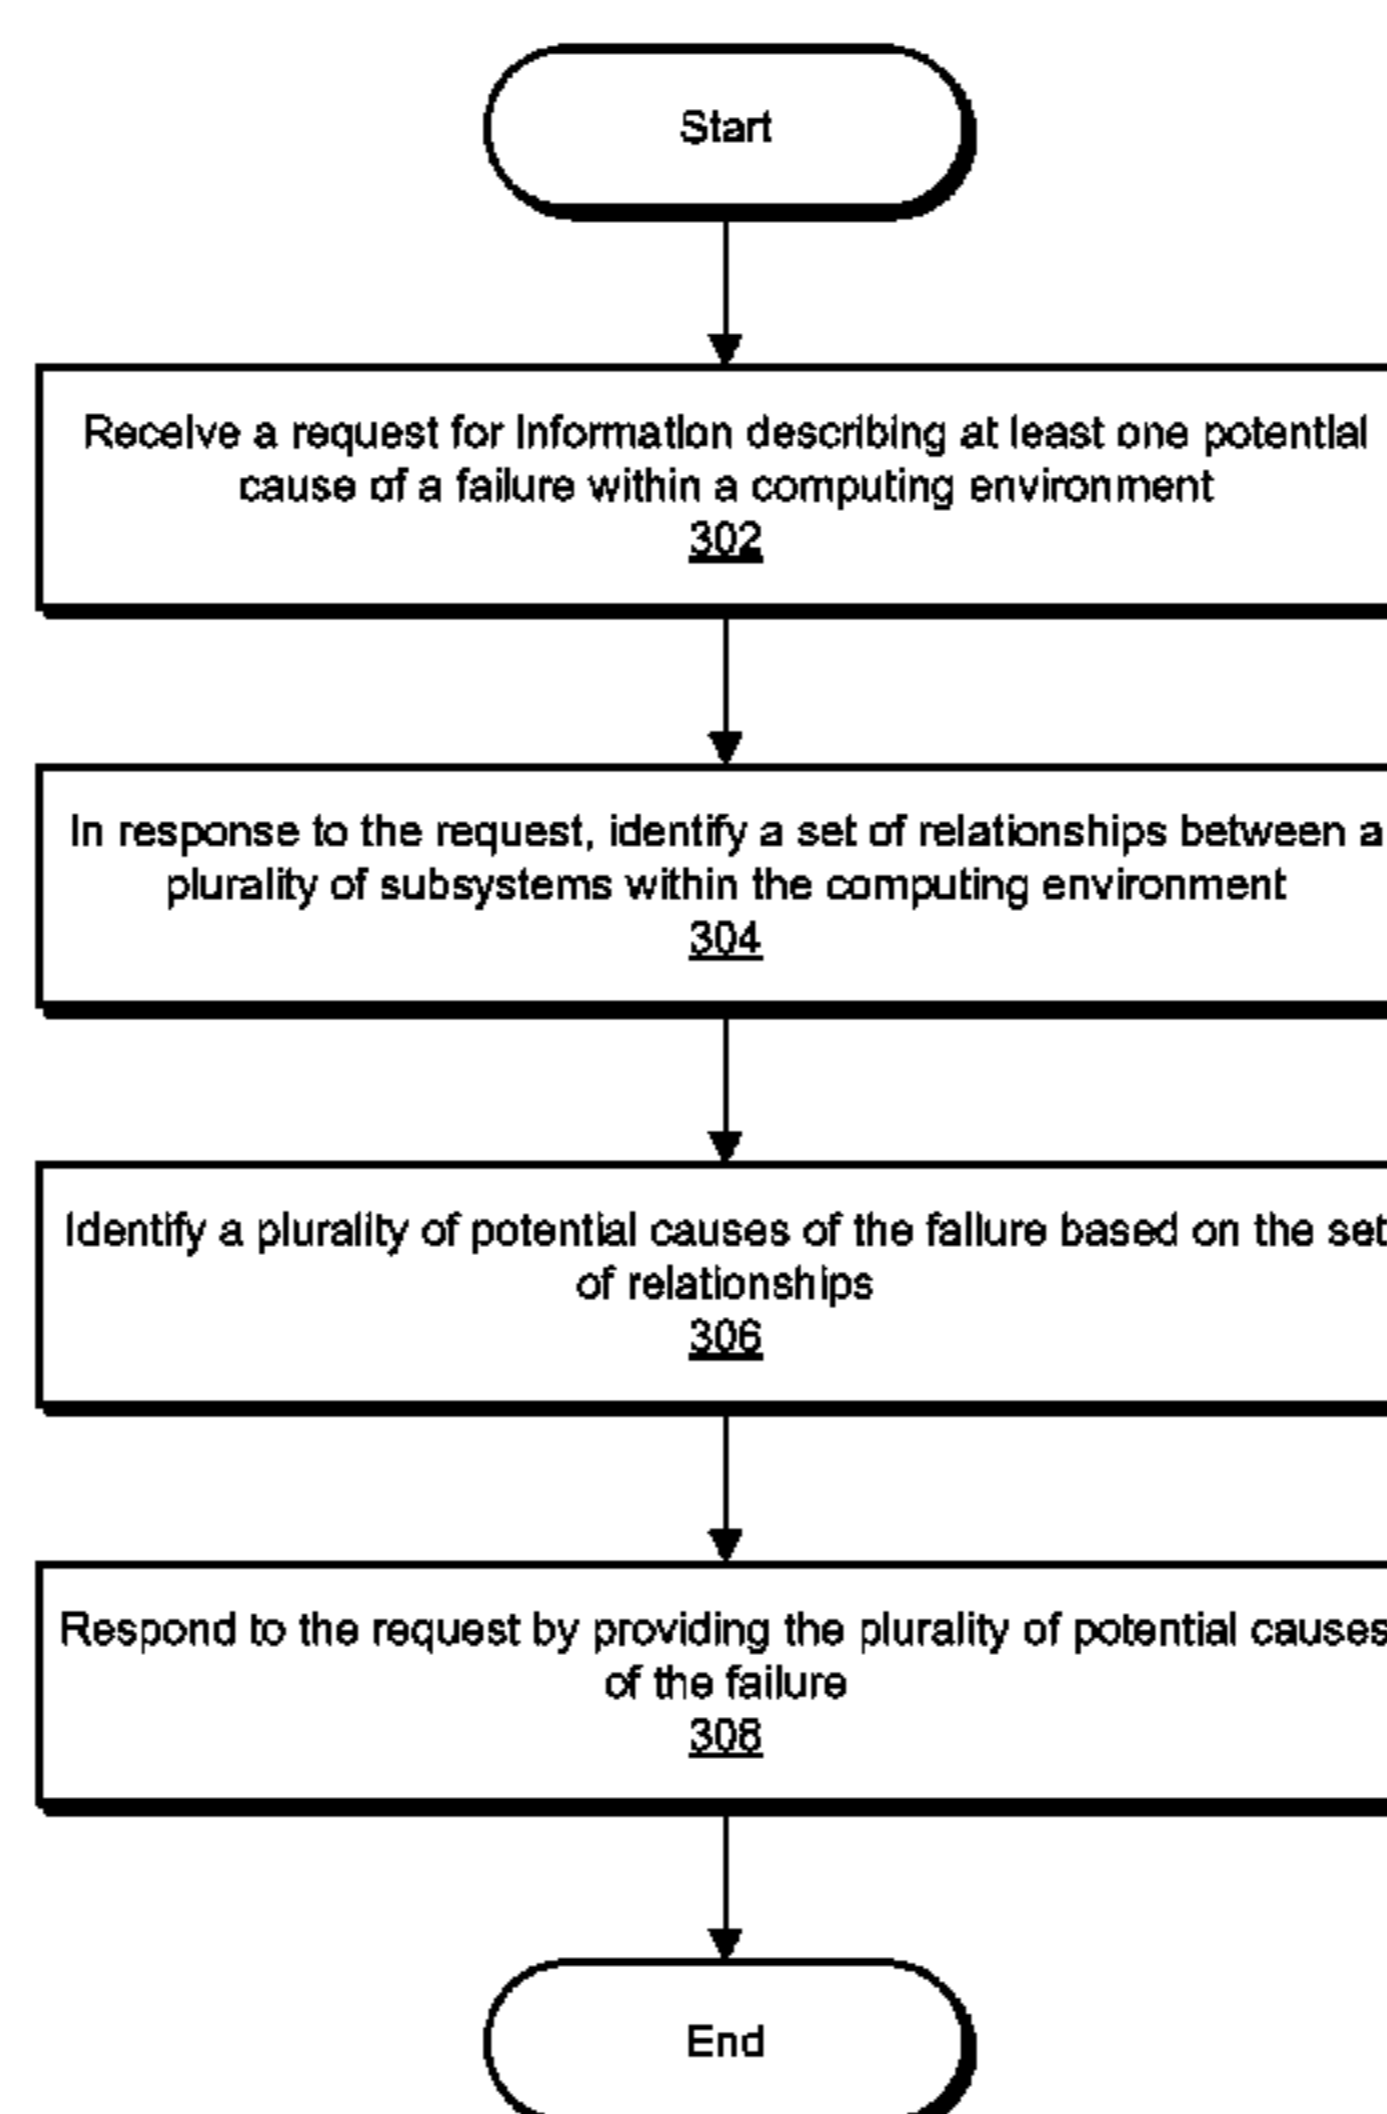 Start
Receive a request for information describing at least one potential
cause of a failure within a computing environment
302
In response to the request, identify a set of relationships between a
plurality of subsystems within the computing environment
304
Identify a plurality of potential causes of the failure based on the set
of relationships
306
Respond to the request by providing the plurality of potential causes
of the failure
308
End